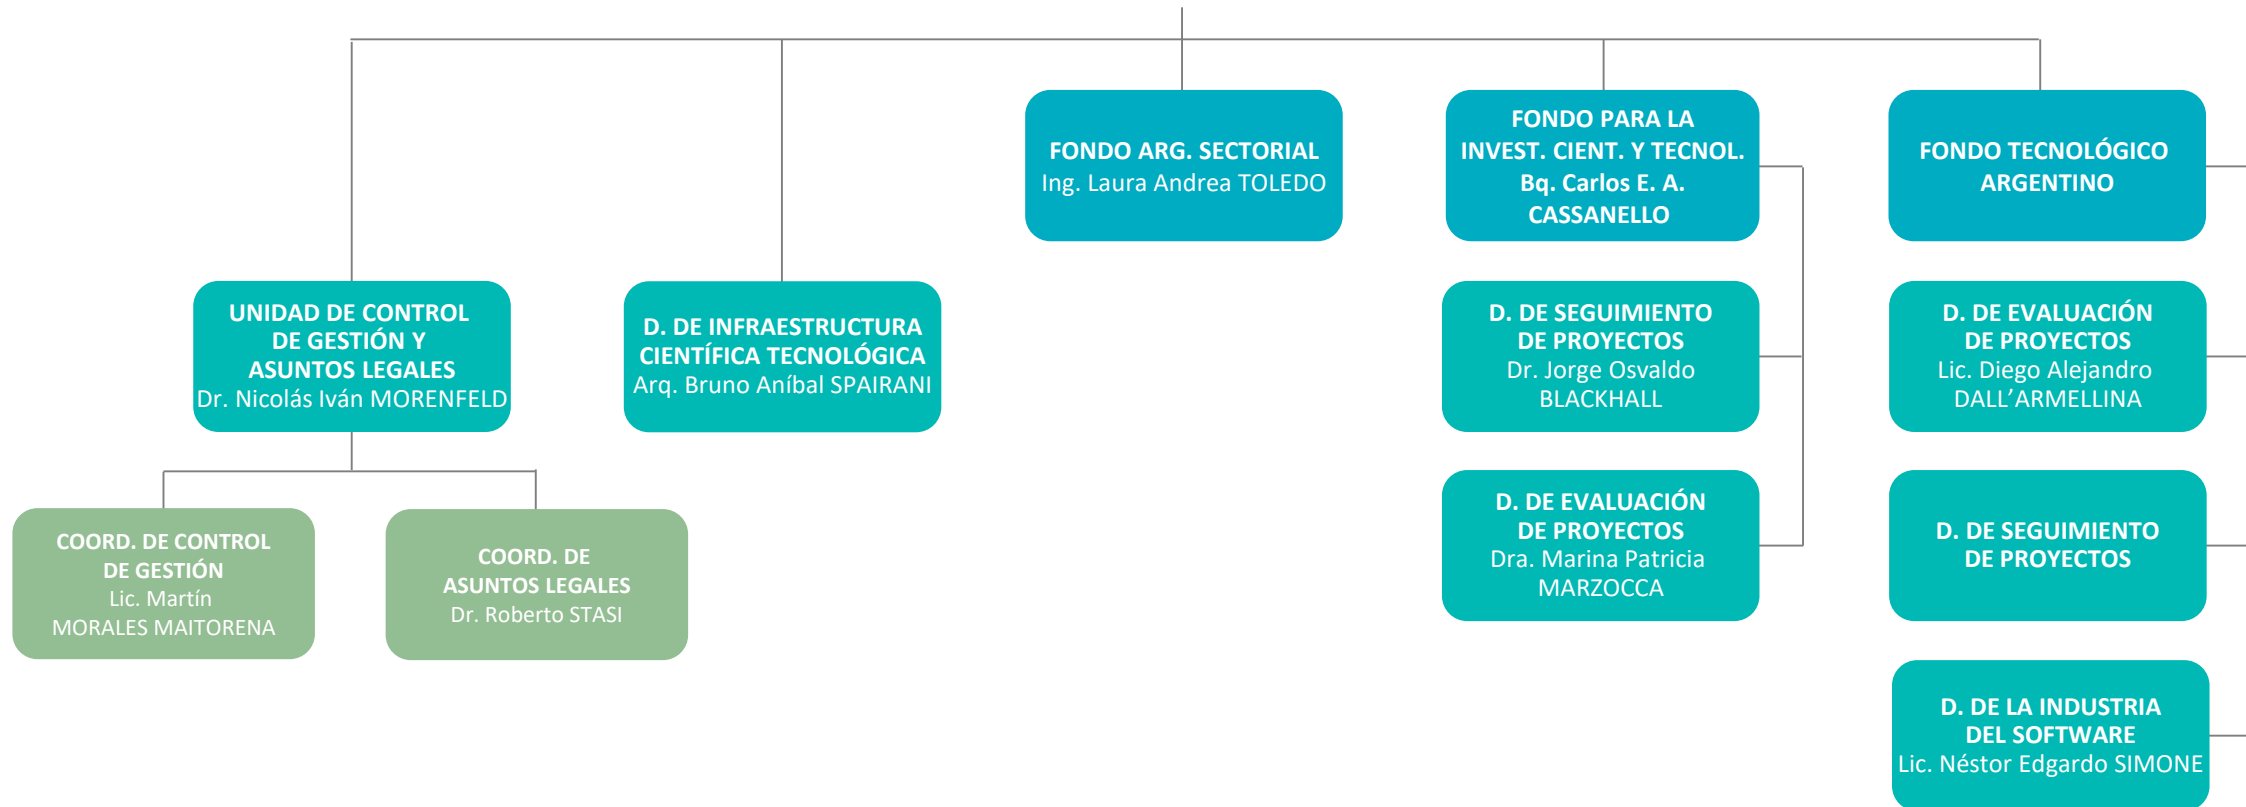 FONDO ARG. SECTORIAL
Ing. Laura Andrea TOLEDO
FONDO PARA LA
INVEST. CIENT. Y TECNOL.
Bq. Carlos E. A.
CASSANELLO
FONDO TECNOLÓGICO
ARGENTINO
UNIDAD DE CONTROL
DE GESTIÓN Y
ASUNTOS LEGALES
Dr. Nicolás Iván MORENFELD
D. DE INFRAESTRUCTURA
CIENTÍFICA TECNOLÓGICA
Arq. Bruno Aníbal SPAIRANI
D. DE SEGUIMIENTO
DE PROYECTOS
Dr. Jorge Osvaldo
BLACKHALL
D. DE EVALUACIÓN
DE PROYECTOS
Lic. Diego Alejandro
DALL’ARMELLINA
COORD. DE CONTROL
DE GESTIÓN
Lic. Martín
MORALES MAITORENA
COORD. DE
ASUNTOS LEGALES
Dr. Roberto STASI
D. DE EVALUACIÓN
DE PROYECTOS
Dra. Marina Patricia
MARZOCCA
D. DE SEGUIMIENTO
DE PROYECTOS
D. DE LA INDUSTRIA
DEL SOFTWARE
Lic. Néstor Edgardo SIMONE